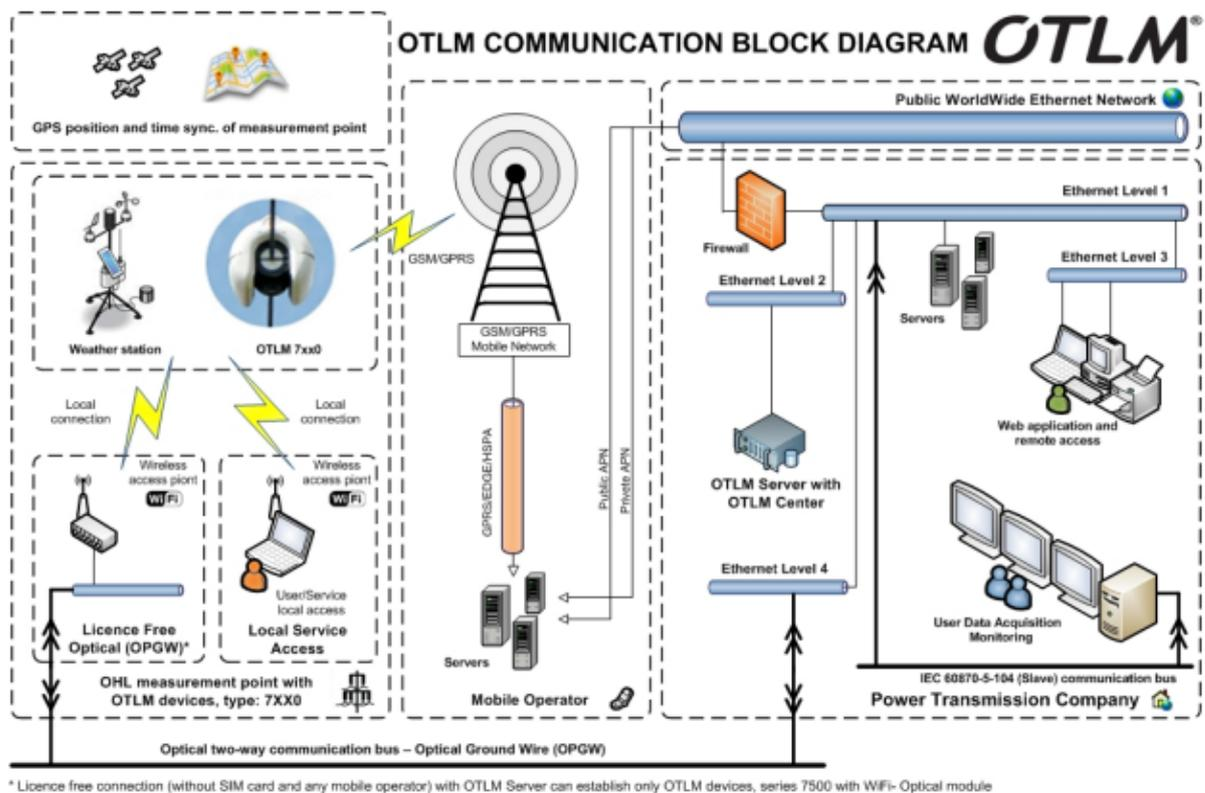 OTLM COMMUNICATION BLOCK DIAGRAM
OTLM®
GPS position and time sync. of measurement point
Public WorldWide Ethernet Network
Weather station
OTLM 7xx0
GSM/GPRS
GSM/GPRS
Mobile Network
Firewall
Ethernet Level 1
Ethernet Level 2
Ethernet Level 3
Servers
Local
connection
Local
connection
Wireless
access piont
WiFi
Wireless
access piont
WiFi
GPRS/EDGE/HSPA
Public APN
Privete APN
Web application and
remote access
OTLM Server with
OTLM Center
User/Service
local access
Licence Free
Optical (OPGW)*
Local Service
Access
Servers
Ethernet Level 4
User Data Acquisition
Monitoring
OHL measurement point with
OTLM devices, type: 7XX0
Mobile Operator
IEC 60870-5-104 (Slave) communication bus
Power Transmission Company
Optical two-way communication bus – Optical Ground Wire (OPGW)
* Licence free connection (without SIM card and any mobile operator) with OTLM Server can establish only OTLM devices, series 7500 with WiFi- Optical module